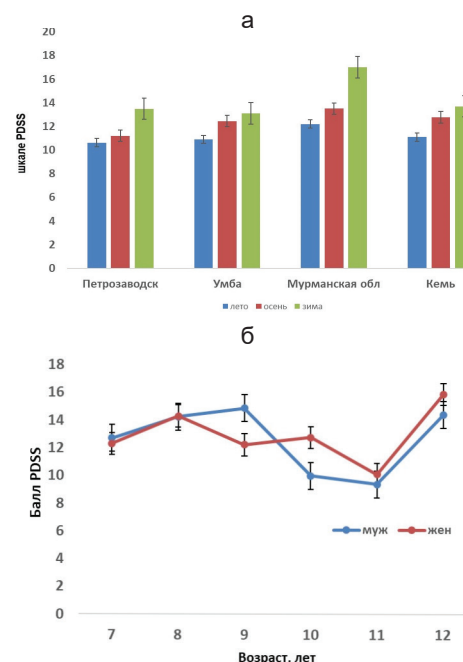 а
шкале PDSS
20
18
16
14
12
10
8
6
4
2
0
Петрозаводск Умба Мурманская обл Кемь
лето осень зима
б
Балл PDSS
18
16
14
12
10
8
6
4
2
0
муж жен
7 8 9 10 11 12
Возраст, лет